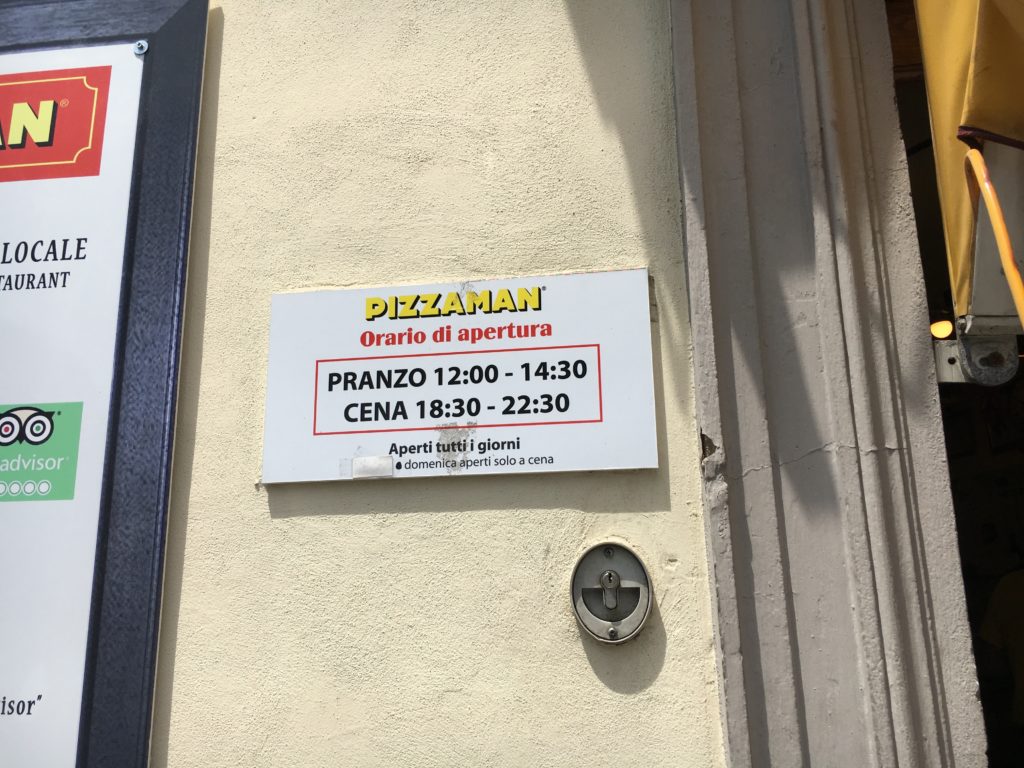 AN®
LOCALE
TAURANT
advisor®
isor"
PIZZAMAN®
Orario di apertura
PRANZO 12:00 - 14:30
CENA 18:30 - 22:30
Aperti tutti i giorni
domenica aperti solo a cena